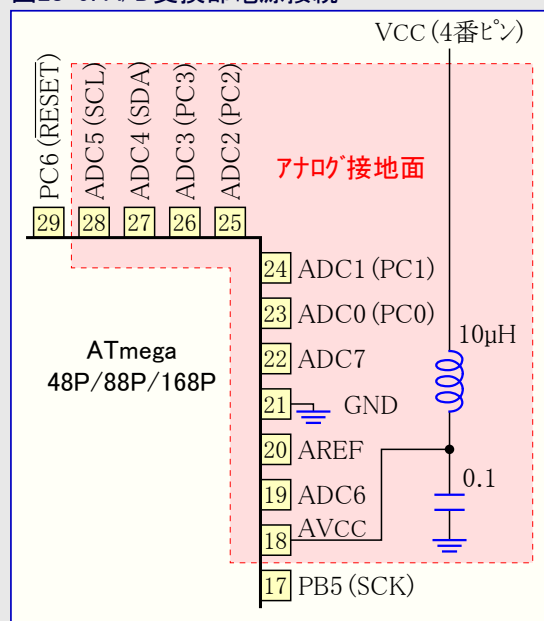 VCC (4番ピン)
PC6 (RESET)
ADC5 (SCL)
ADC4 (SDA)
ADC3 (PC3)
ADC2 (PC2)
アナログ接地面
29
28
27
26
25
24 ADC1 (PC1)
23 ADC0 (PC0)
10μH
22 ADC7
ATmega
48P/88P/168P
21 GND
20 AREF
0.1
19 ADC6
18 AVCC
17 PB5 (SCK)